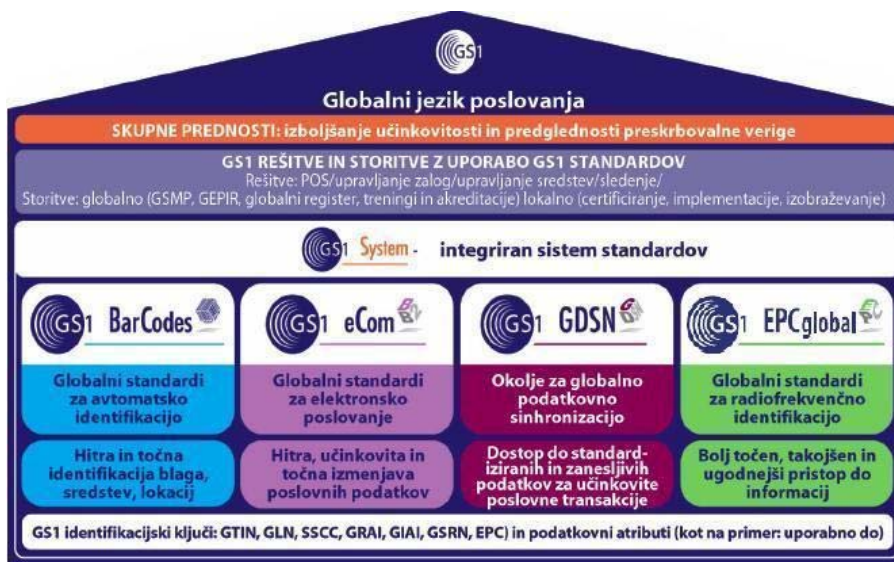 GS1
Globalni jezik poslovanja
SKUPNE PREDNOSTI: izboljšanje učinkovitosti in predglednosti preskrbovalne verige
GS1 REŠITVE IN STORITVE Z UPORABO GS1 STANDARDOV
Rešitve: POS/upravljanje zalog/upravljanje sredstev/sledenje/
Storitve: globalno (GSMP, GEPIR, globalni register, treningi in akreditacije) lokalno (certificiranje, implementacije, izobraževanje)
GS1 System - integriran sistem standardov
GS1 BarCodes
Globalni standardi
za avtomatsko
identifikacijo
Hitra in točna
identifikacija blaga,
sredstev, lokacij
GS1 eCom
Globalni standardi
za elektronsko
poslovanje
Hitra, učinkovita in
točna izmenjava
poslovnih podatkov
GS1 GDSN
Okolje za globalno
podatkovno
sinhronizacijo
Dostop do standard-
iziranih in zanesljivih
podatkov za učinkovite
poslovne transakcije
GS1 EPCglobal
Globalni standardi
za radiofrekvenčno
identifikacijo
Bolj točen, takojšen in
ugodnejši pristop do
informacij
GS1 identifikacijski ključi: GTIN, GLN, SSCC, GRAI, GIAI, GSRN, EPC) in podatkovni atributi (kot na primer: uporabno do)